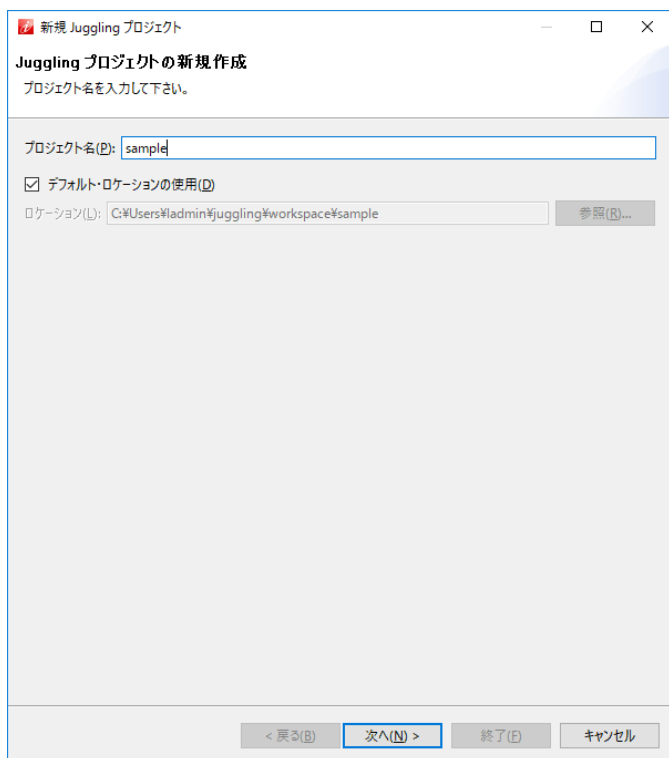 新規 Juggling プロジェクト
Juggling プロジェクトの新規作成
プロジェクト名を入力して下さい。
プロジェクト名(P): sample
デフォルト・ロケーションの使用(D)
ロケーション(L): C:¥Users¥ladmin¥juggling¥workspace¥sample 参照(R)...
< 戻る(B) 次へ(N) > 終了(F) キャンセル